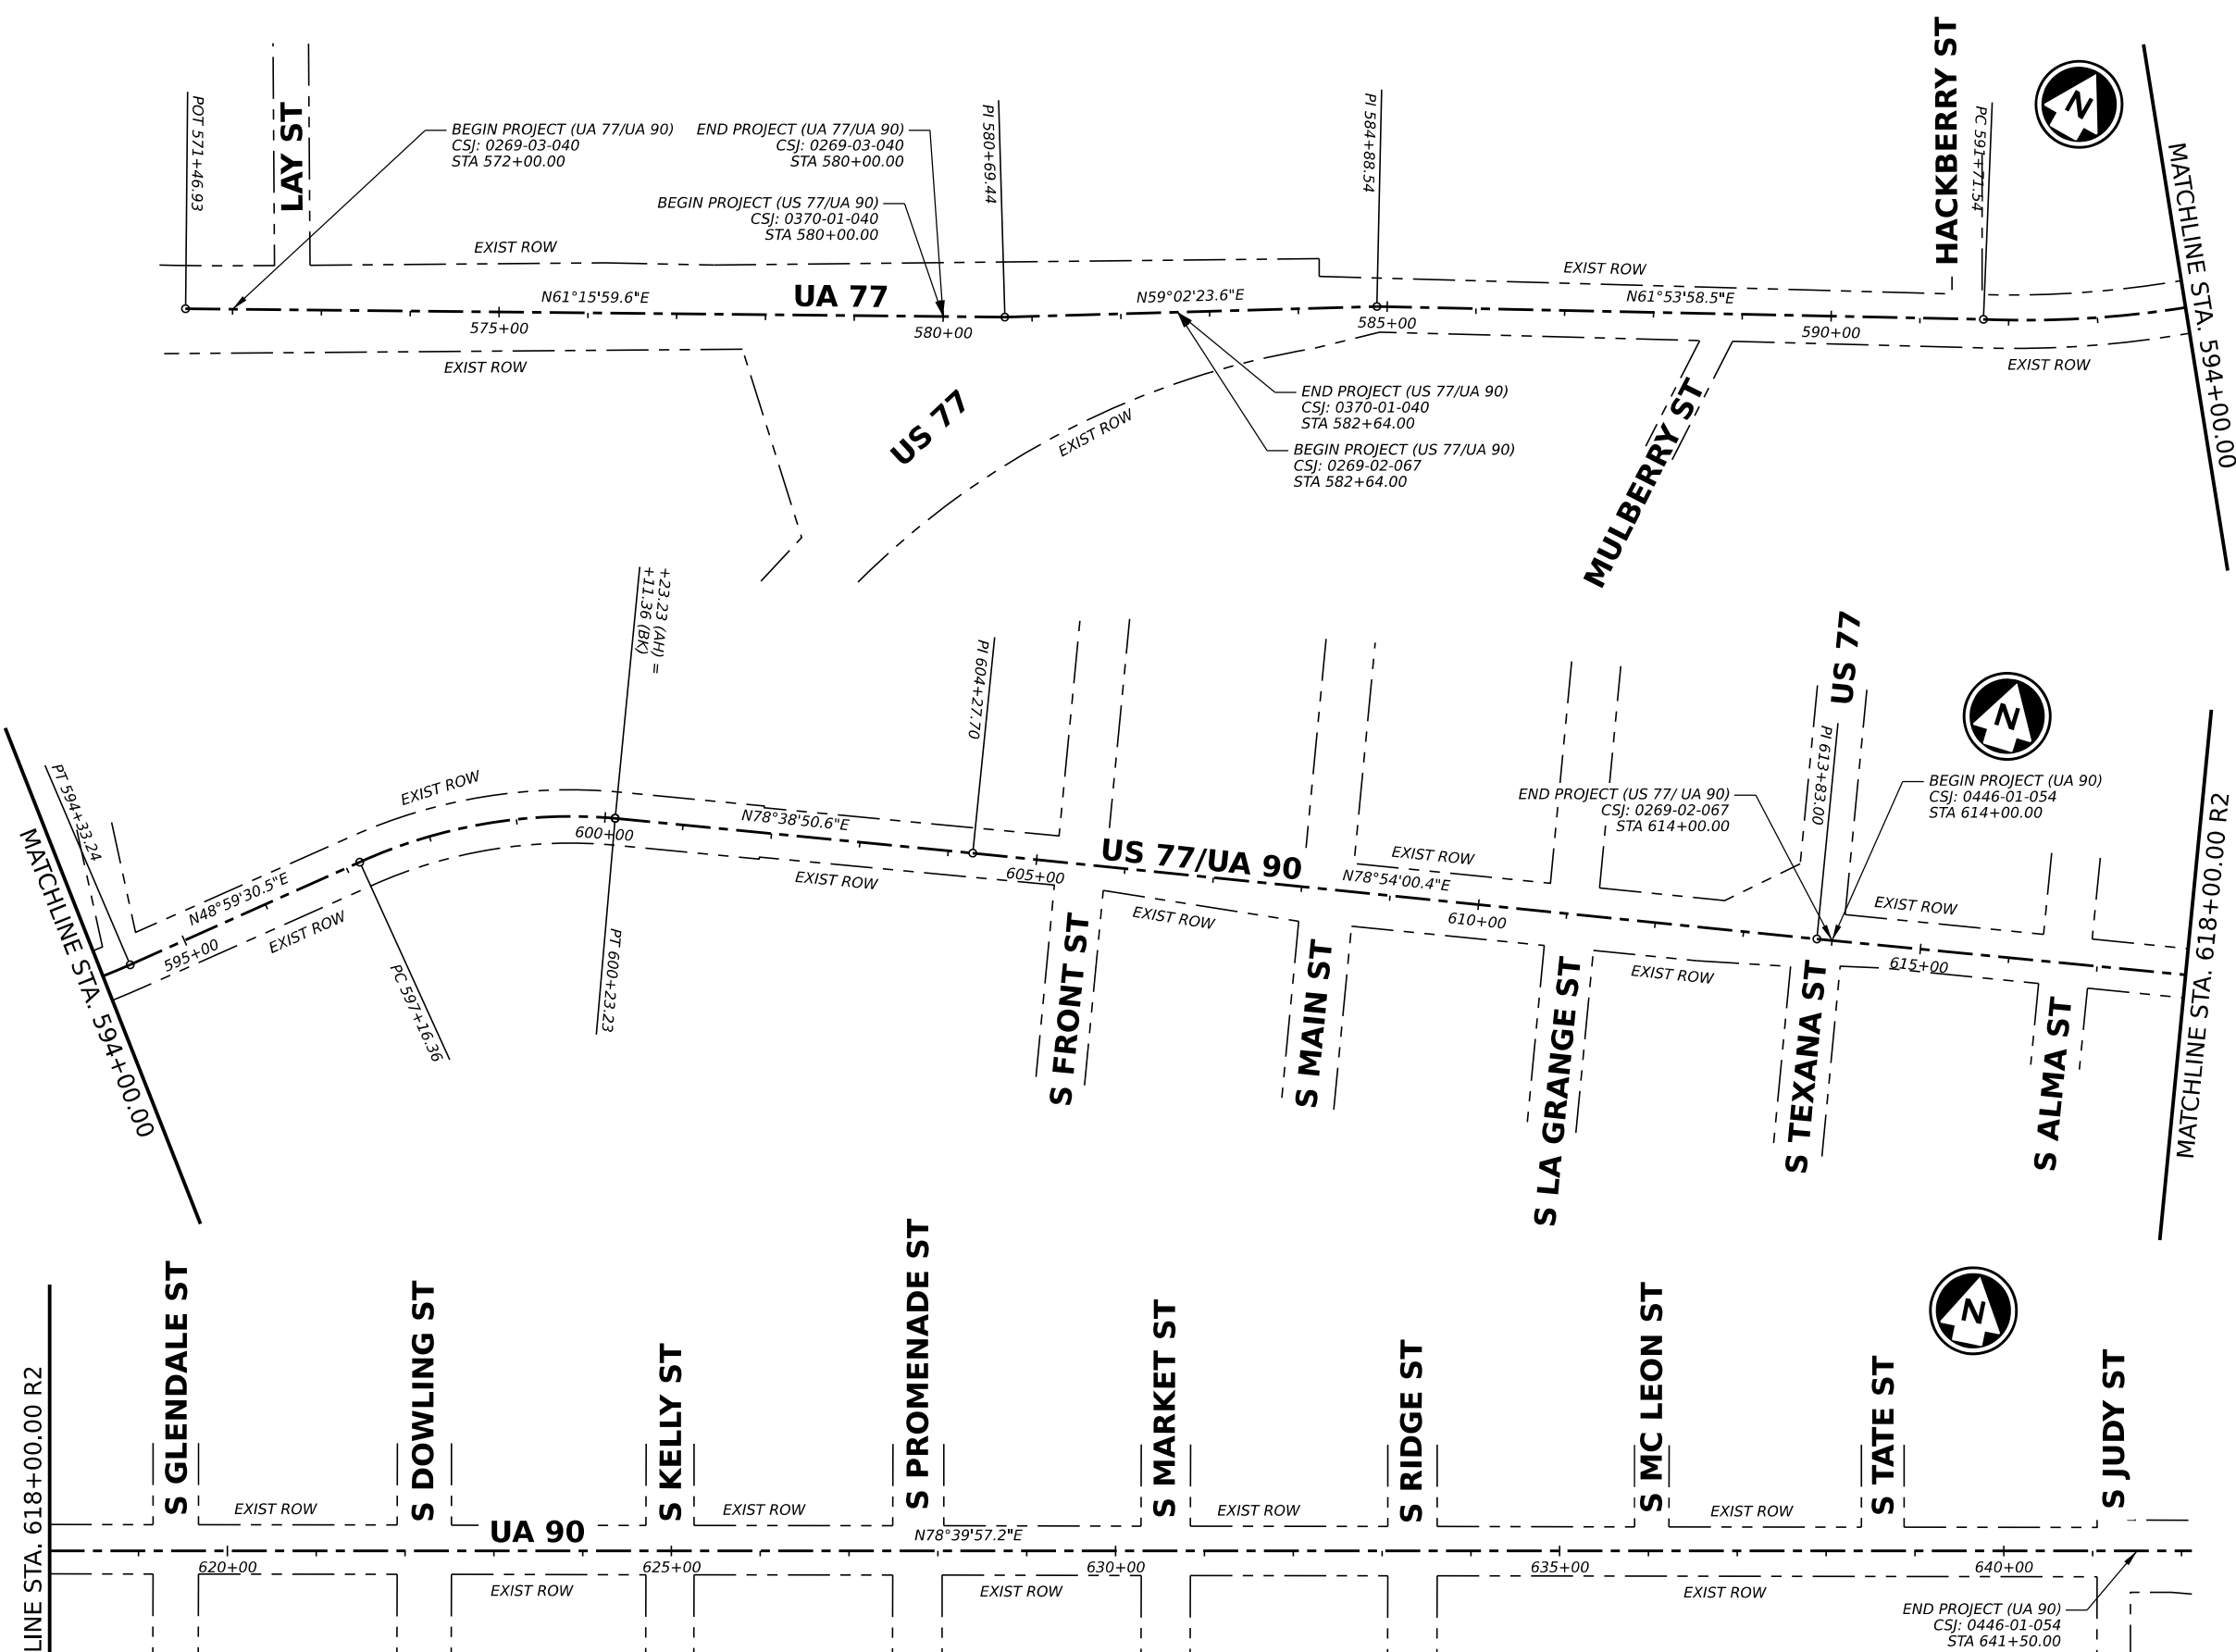 HACKBERRY ST
N
POT 571+46.93
LAY ST
BEGIN PROJECT (UA 77/UA 90)
CSJ: 0269-03-040
STA 572+00.00
END PROJECT (UA 77/UA 90)
CSJ: 0269-03-040
STA 580+00.00
BEGIN PROJECT (US 77/UA 90)
CSJ: 0370-01-040
STA 580+00.00
PI 580+69.44
PI 584+88.54
PC 591+71.54
MATCHLINE STA. 594+00.00
EXIST ROW
EXIST ROW
N61°15'59.6"E
UA 77
N59°02'23.6"E
N61°53'58.5"E
575+00
580+00
585+00
590+00
EXIST ROW
EXIST ROW
US 77
EXIST ROW
END PROJECT (US 77/UA 90)
CSJ: 0370-01-040
STA 582+64.00
BEGIN PROJECT (US 77/UA 90)
CSJ: 0269-02-067
STA 582+64.00
MULBERRY ST
+23.23 (AH) =
+11.36 (BK)
PI 604+27.70
US 77
N
PI 613+83.00
PT 594+33.24
MATCHLINE STA. 594+00.00
EXIST ROW
N48°59'30.5"E
595+00
EXIST ROW
PC 597+16.36
600+00
PT 600+23.23
N78°38'50.6"E
EXIST ROW
605+00
US 77/UA 90
EXIST ROW
EXIST ROW
N78°54'00.4"E
610+00
END PROJECT (US 77/ UA 90)
CSJ: 0269-02-067
STA 614+00.00
BEGIN PROJECT (UA 90)
CSJ: 0446-01-054
STA 614+00.00
EXIST ROW
EXIST ROW
615+00
S FRONT ST
S MAIN ST
S LA GRANGE ST
S TEXANA ST
S ALMA ST
MATCHLINE STA. 618+00.00 R2
N
LINE STA. 618+00.00 R2
S GLENDALE ST
S DOWLING ST
S KELLY ST
S PROMENADE ST
S MARKET ST
S RIDGE ST
S MC LEON ST
S TATE ST
S JUDY ST
EXIST ROW
EXIST ROW
EXIST ROW
EXIST ROW
UA 90
N78°39'57.2"E
620+00
625+00
630+00
635+00
640+00
EXIST ROW
EXIST ROW
EXIST ROW
END PROJECT (UA 90)
CSJ: 0446-01-054
STA 641+50.00